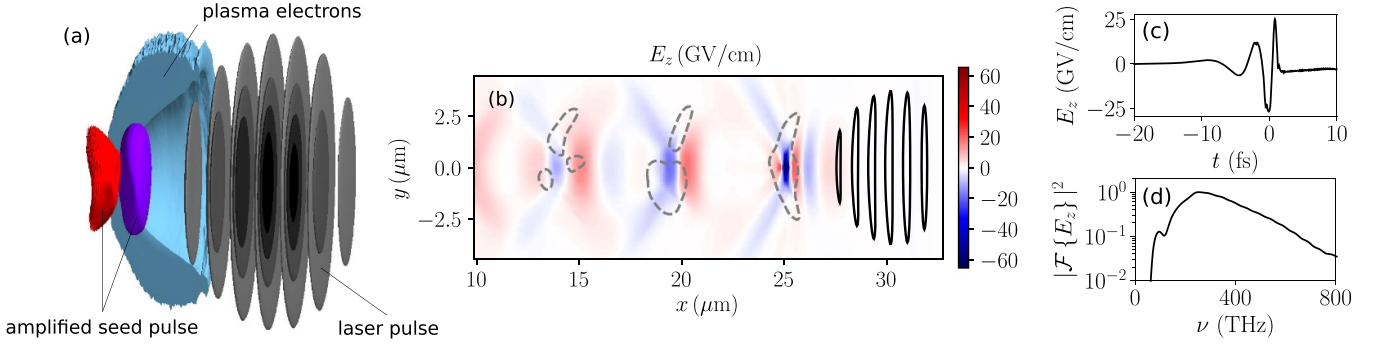 (a)
plasma electrons
amplified seed pulse
laser pulse
E_z (GV/cm)
(b)
2.5
0.0
−2.5
y (μm)
10 15 20 25 30
x (μm)
60
40
20
0
−20
−40
−60
(c)
E_z (GV/cm)
25
0
−25
−20 −10 0 10
t (fs)
(d)
|F{E_z}|²
10⁰
10⁻¹
10⁻²
0 400 800
ν (THz)